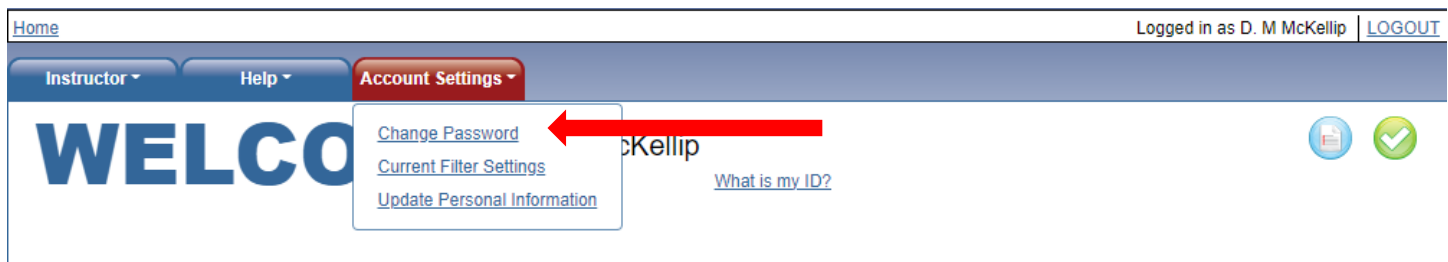 Home
Logged in as D. M McKellip LOGOUT
Instructor Help Account Settings
WELCO cKellip
Change Password
Current Filter Settings
Update Personal Information
What is my ID?